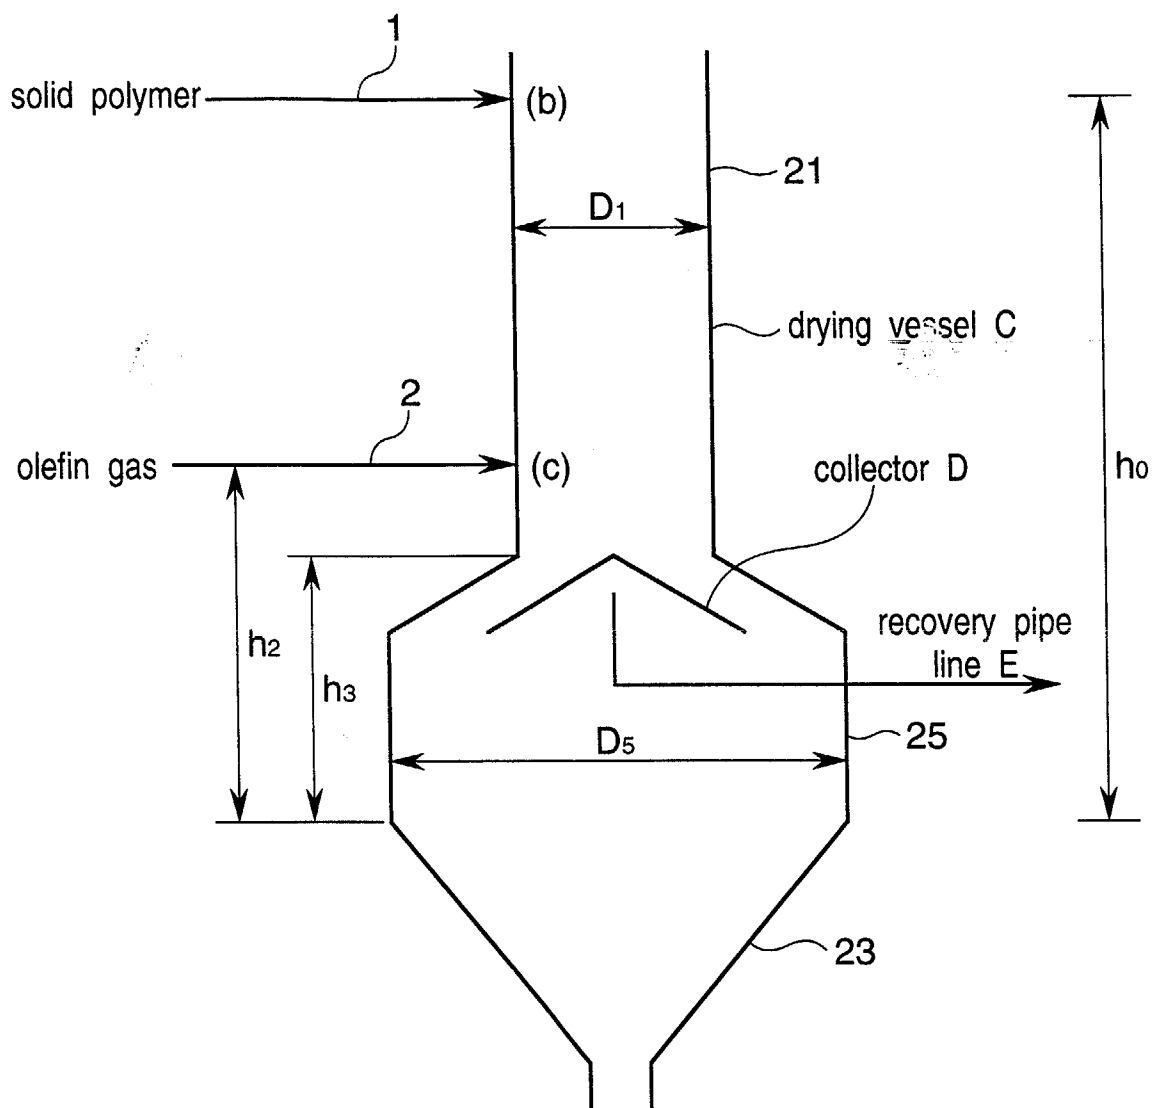 1
solid polymer
(b)
21
D1
drying vessel C
2
olefin gas
(c)
collector D
h0
recovery pipe
line E
h2
h3
25
D5
23